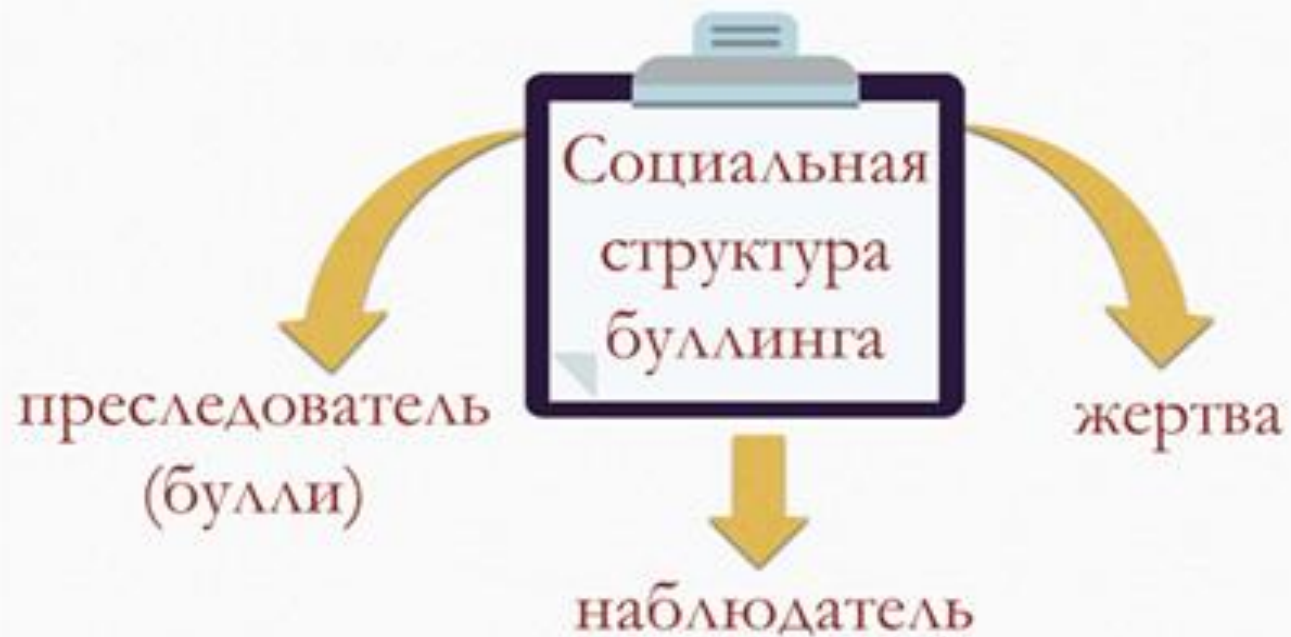 Социальная
структура
буллинга
преследователь
(булли)
жертва
наблюдатель